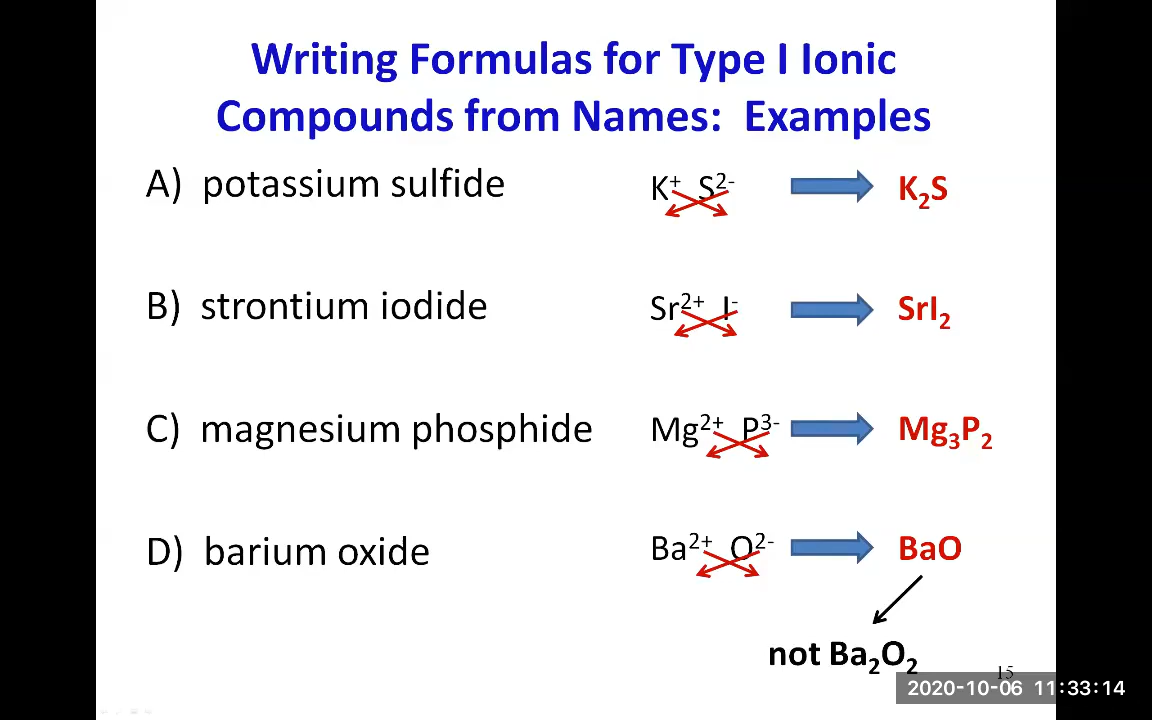 Writing Formulas for Type I Ionic
Compounds from Names:  Examples
A)  potassium sulfide K⁺ S²⁻ K₂S
B)  strontium iodide Sr²⁺ I⁻ SrI₂
C)  magnesium phosphide Mg²⁺ P³⁻ Mg₃P₂
D)  barium oxide Ba²⁺ O²⁻ BaO
not Ba₂O₂
15
2020-10-06 11:33:14